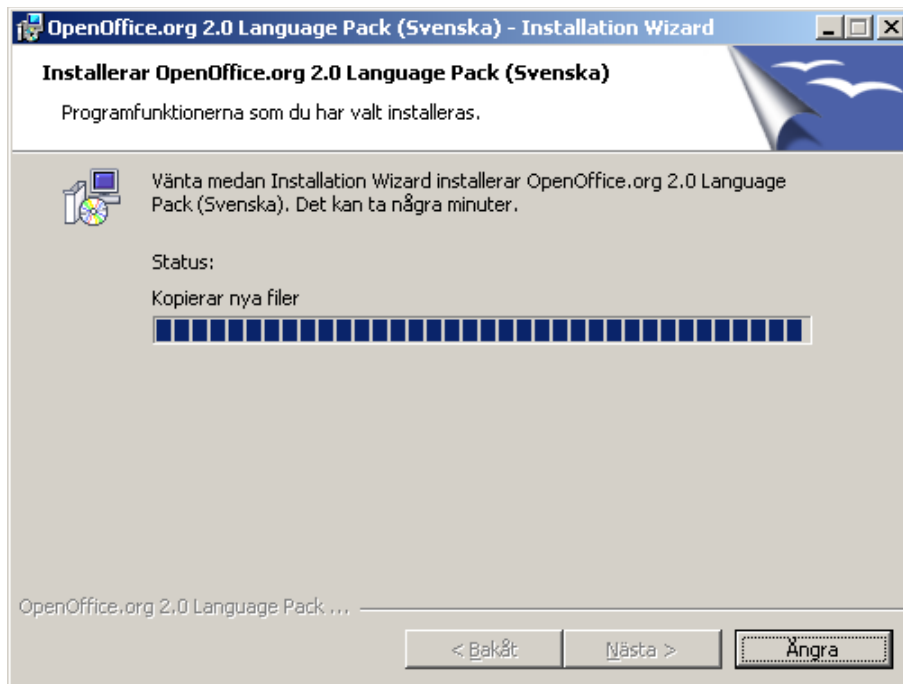 OpenOffice.org 2.0 Language Pack (Svenska) - Installation Wizard
Installerar OpenOffice.org 2.0 Language Pack (Svenska)
Programfunktionerna som du har valt installeras.
Vänta medan Installation Wizard installerar OpenOffice.org 2.0 Language
Pack (Svenska). Det kan ta några minuter.
Status:
Kopierar nya filer
OpenOffice.org 2.0 Language Pack ...
< Bakåt
Nästa >
Ångra